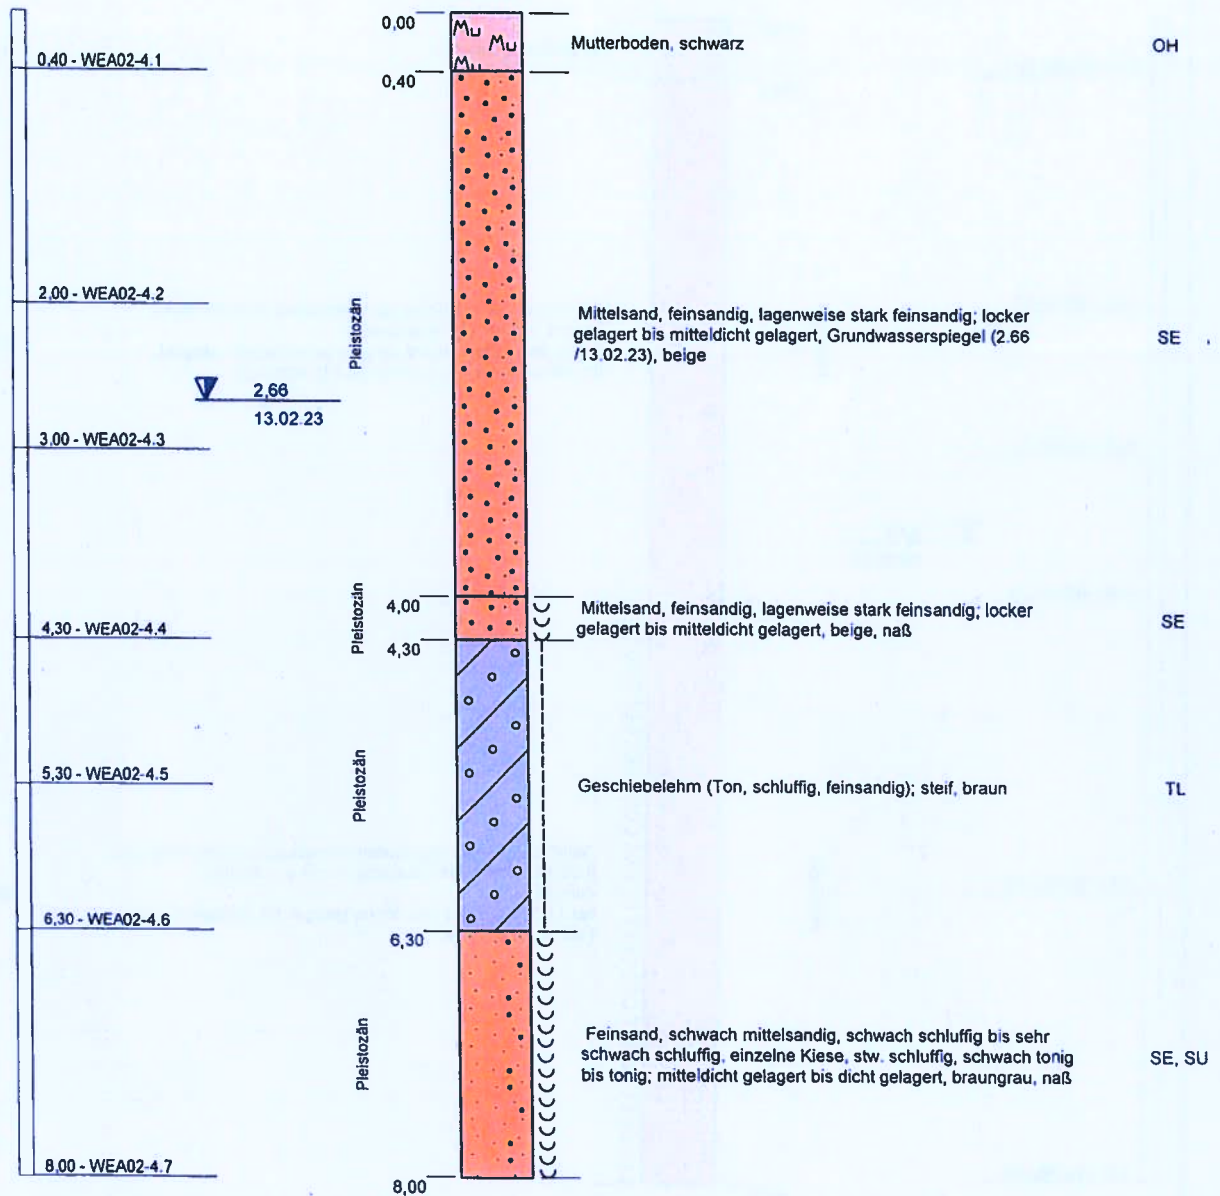 0,00
Mu
Mu
Mu
Mutterboden, schwarz
OH
0,40 - WEA02-4.1
0,40
2,00 - WEA02-4.2
Pleistozän
Mittelsand, feinsandig, lagenweise stark feinsandig; locker
gelagert bis mitteldicht gelagert, Grundwasserspiegel (2.66
/13.02.23), beige
SE
2,66
13.02.23
3,00 - WEA02-4.3
Pleistozän
4,00
Mittelsand, feinsandig, lagenweise stark feinsandig; locker
gelagert bis mitteldicht gelagert, beige, naß
SE
4,30 - WEA02-4.4
4,30
5,30 - WEA02-4.5
Pleistozän
Geschiebelehm (Ton, schluffig, feinsandig); steif, braun
TL
6,30 - WEA02-4.6
6,30
Pleistozän
Feinsand, schwach mittelsandig, schwach schluffig bis sehr
schwach schluffig, einzelne Kiese, stw. schluffig, schwach tonig
bis tonig; mitteldicht gelagert bis dicht gelagert, braungrau, naß
SE, SU
8,00 - WEA02-4.7
8,00